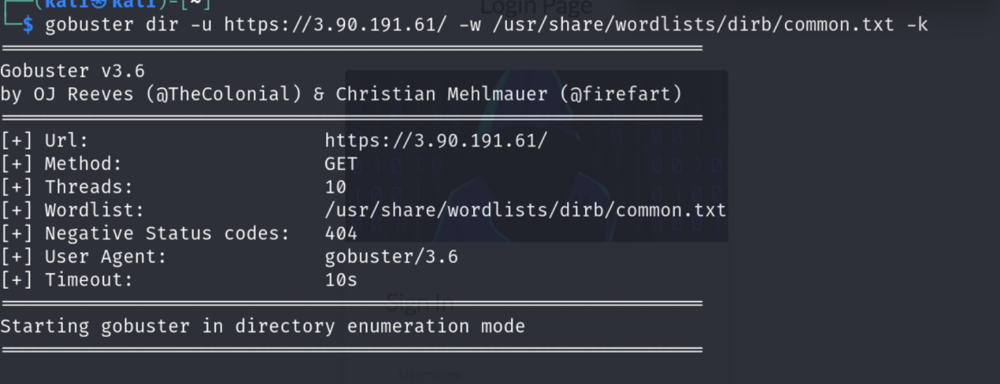 (kali㉿kali)-[~]
Login Page
$ gobuster dir -u https://3.90.191.61/ -w /usr/share/wordlists/dirb/common.txt -k
Gobuster v3.6
by OJ Reeves (@TheColonial) & Christian Mehlmauer (@firefart)
[+] Url: https://3.90.191.61/
[+] Method: GET
[+] Threads: 10
[+] Wordlist: /usr/share/wordlists/dirb/common.txt
[+] Negative Status codes: 404
[+] User Agent: gobuster/3.6
[+] Timeout: 10s
Sign In
Starting gobuster in directory enumeration mode
Username